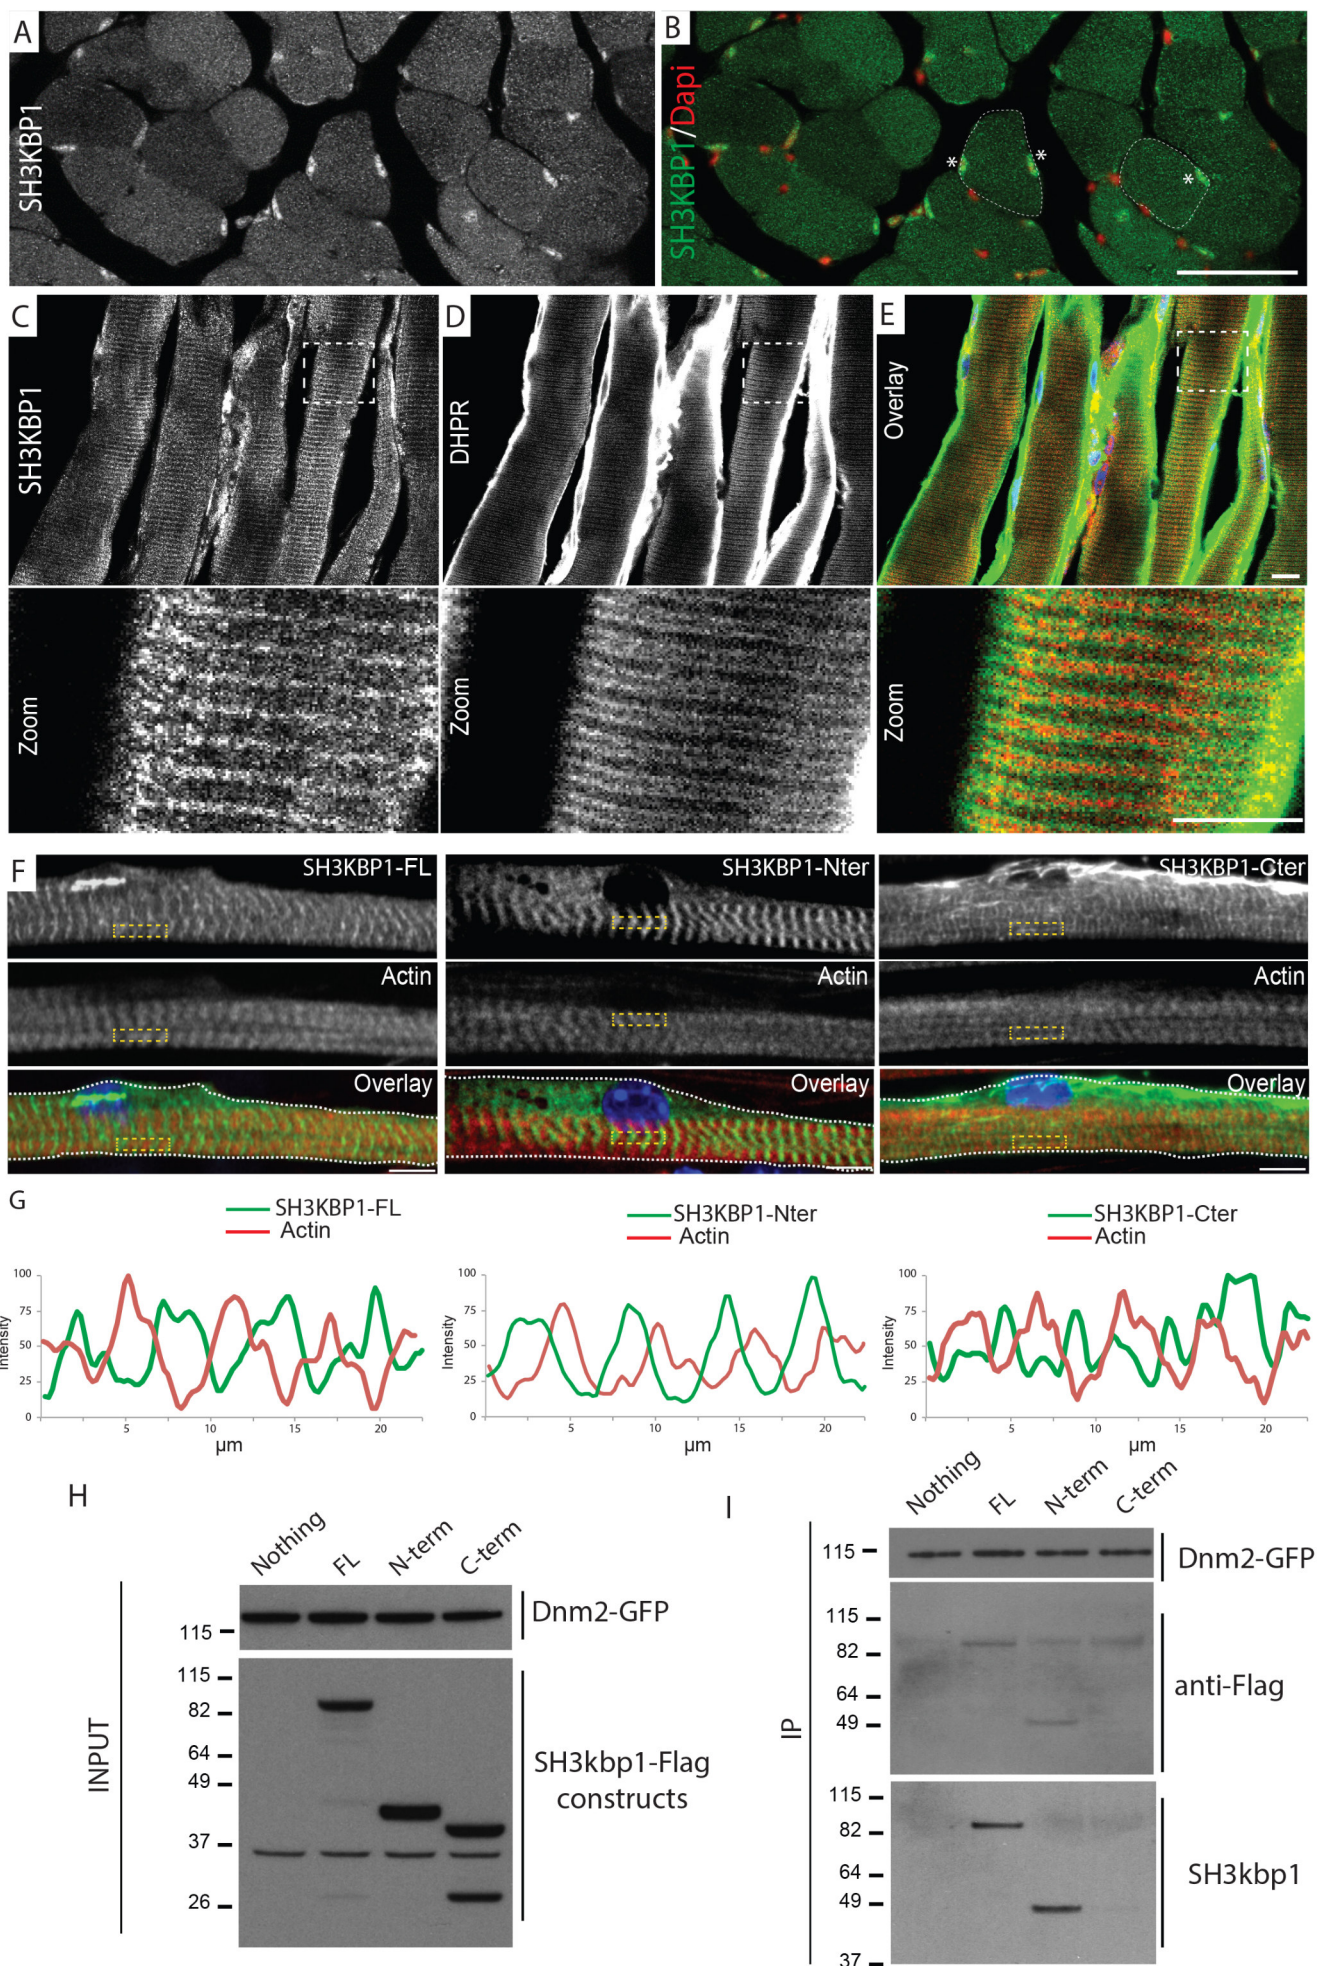 A
SH3KBP1
B
SH3KBP1/Dapi
*
*
*
C
SH3KBP1
D
DHPR
E
Overlay
Zoom
Zoom
Zoom
F
SH3KBP1-FL
SH3KBP1-Nter
SH3KBP1-Cter
Actin
Actin
Actin
Overlay
Overlay
Overlay
G
SH3KBP1-FL
Actin
SH3KBP1-Nter
Actin
SH3KBP1-Cter
Actin
Intensity
100
75
50
25
0
5
10
15
20
µm
Intensity
100
75
50
25
0
5
10
15
20
µm
Intensity
100
75
50
25
0
5
10
15
20
µm
H
Nothing
FL
N-term
C-term
INPUT
115
Dnm2-GFP
115
82
64
49
37
26
SH3kbp1-Flag
constructs
I
Nothing
FL
N-term
C-term
IP
115
Dnm2-GFP
115
82
64
49
anti-Flag
115
82
64
49
37
SH3kbp1